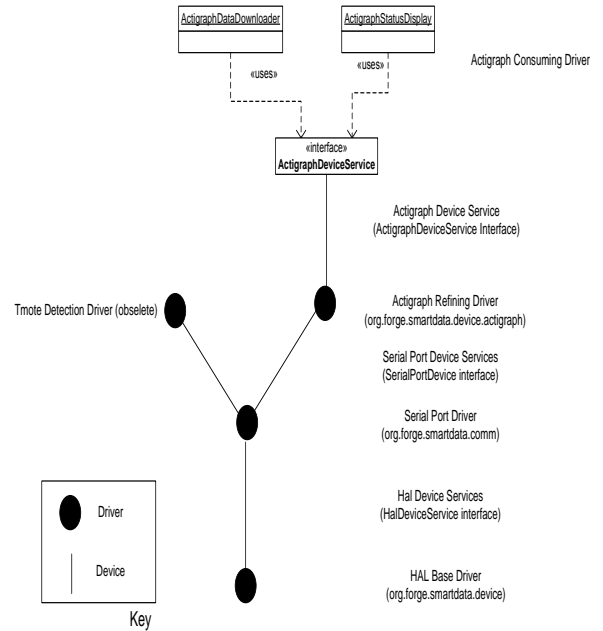 ActigraphDataDownloader
ActigraphStatusDisplay
«uses»
«uses»
Actigraph Consuming Driver
«interface»
ActigraphDeviceService
Actigraph Device Service
(ActigraphDeviceService Interface)
Tmote Detection Driver (obselete)
Actigraph Refining Driver
(org.forge.smartdata.device.actigraph)
Serial Port Device Services
(SerialPortDevice interface)
Serial Port Driver
(org.forge.smartdata.comm)
Hal Device Services
(HalDeviceService interface)
HAL Base Driver
(org.forge.smartdata.device)
Driver
Device
Key